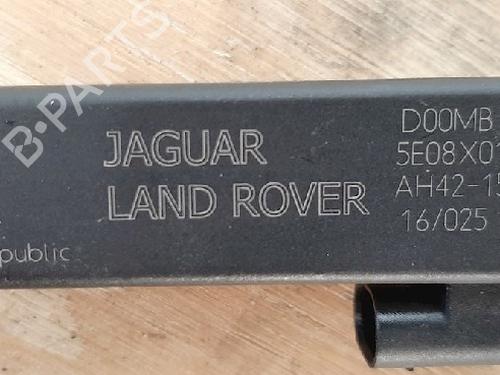 JAGUAR
LAND ROVER
D00MB
5E08X01
AH42-15
16/025
public
B-PARTS